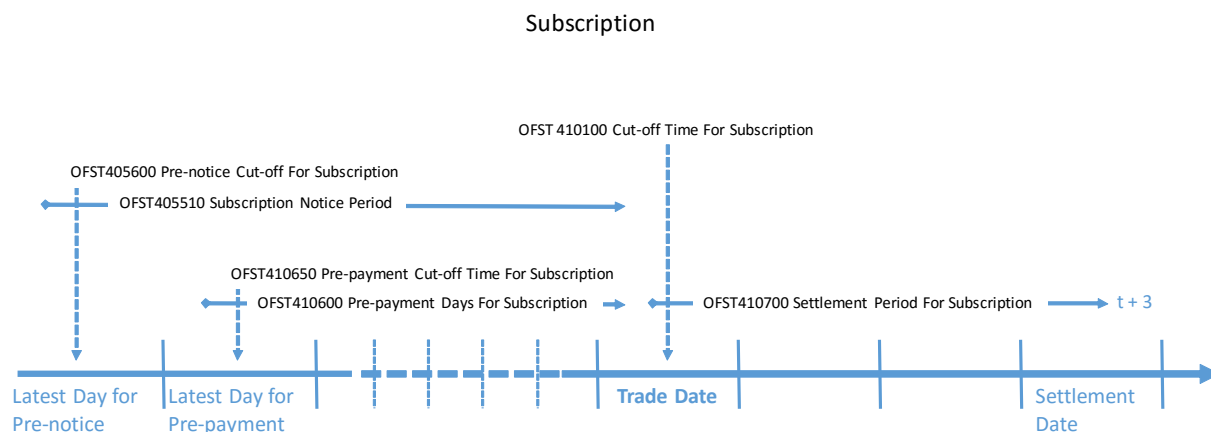 Subscription
OFST 410100 Cut-off Time For Subscription
OFST405600 Pre-notice Cut-off For Subscription
OFST405510 Subscription Notice Period
OFST410650 Pre-payment Cut-off Time For Subscription
OFST410600 Pre-payment Days For Subscription
OFST410700 Settlement Period For Subscription
t + 3
Latest Day for
Pre-notice
Latest Day for
Pre-payment
Trade Date
Settlement
Date